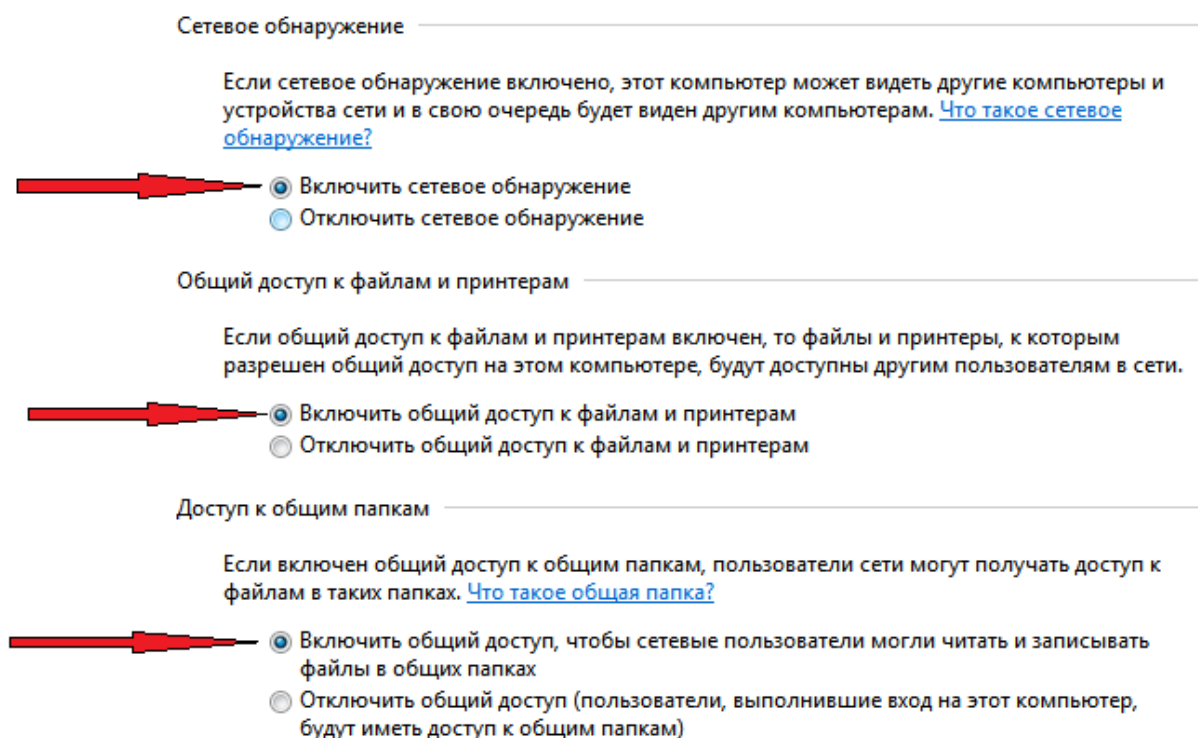 Сетевое обнаружение
Если сетевое обнаружение включено, этот компьютер может видеть другие компьютеры и
устройства сети и в свою очередь будет виден другим компьютерам. Что такое сетевое
обнаружение?
Включить сетевое обнаружение
Отключить сетевое обнаружение
Общий доступ к файлам и принтерам
Если общий доступ к файлам и принтерам включен, то файлы и принтеры, к которым
разрешен общий доступ на этом компьютере, будут доступны другим пользователям в сети.
Включить общий доступ к файлам и принтерам
Отключить общий доступ к файлам и принтерам
Доступ к общим папкам
Если включен общий доступ к общим папкам, пользователи сети могут получать доступ к
файлам в таких папках. Что такое общая папка?
Включить общий доступ, чтобы сетевые пользователи могли читать и записывать
файлы в общих папках
Отключить общий доступ (пользователи, выполнившие вход на этот компьютер,
будут иметь доступ к общим папкам)